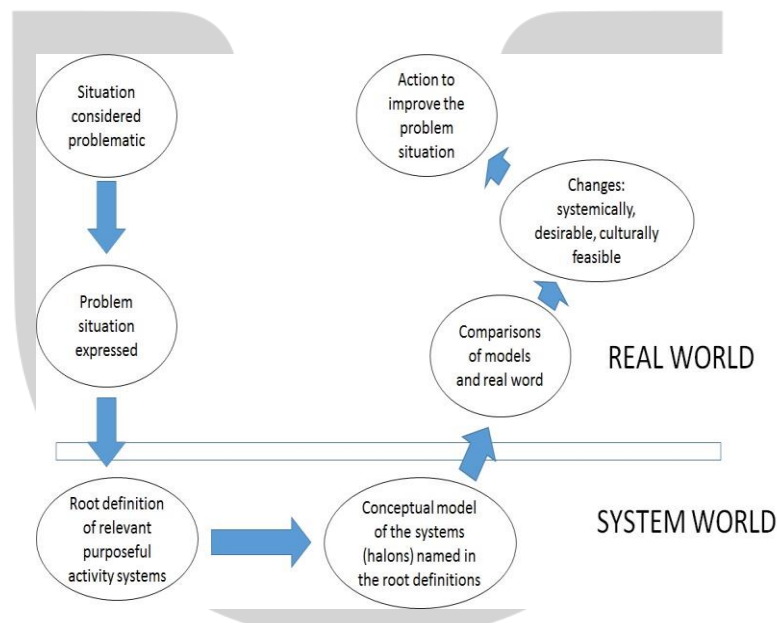 Situation
considered
problematic
Problem
situation
expressed
Root definition
of relevant
purposeful
activity systems
Conceptual model
of the systems
(halons) named in
the root definitions
Comparisons
of models
and real word
Changes:
systemically,
desirable, culturally
feasible
Action to
improve the
problem
situation
REAL WORLD
SYSTEM WORLD